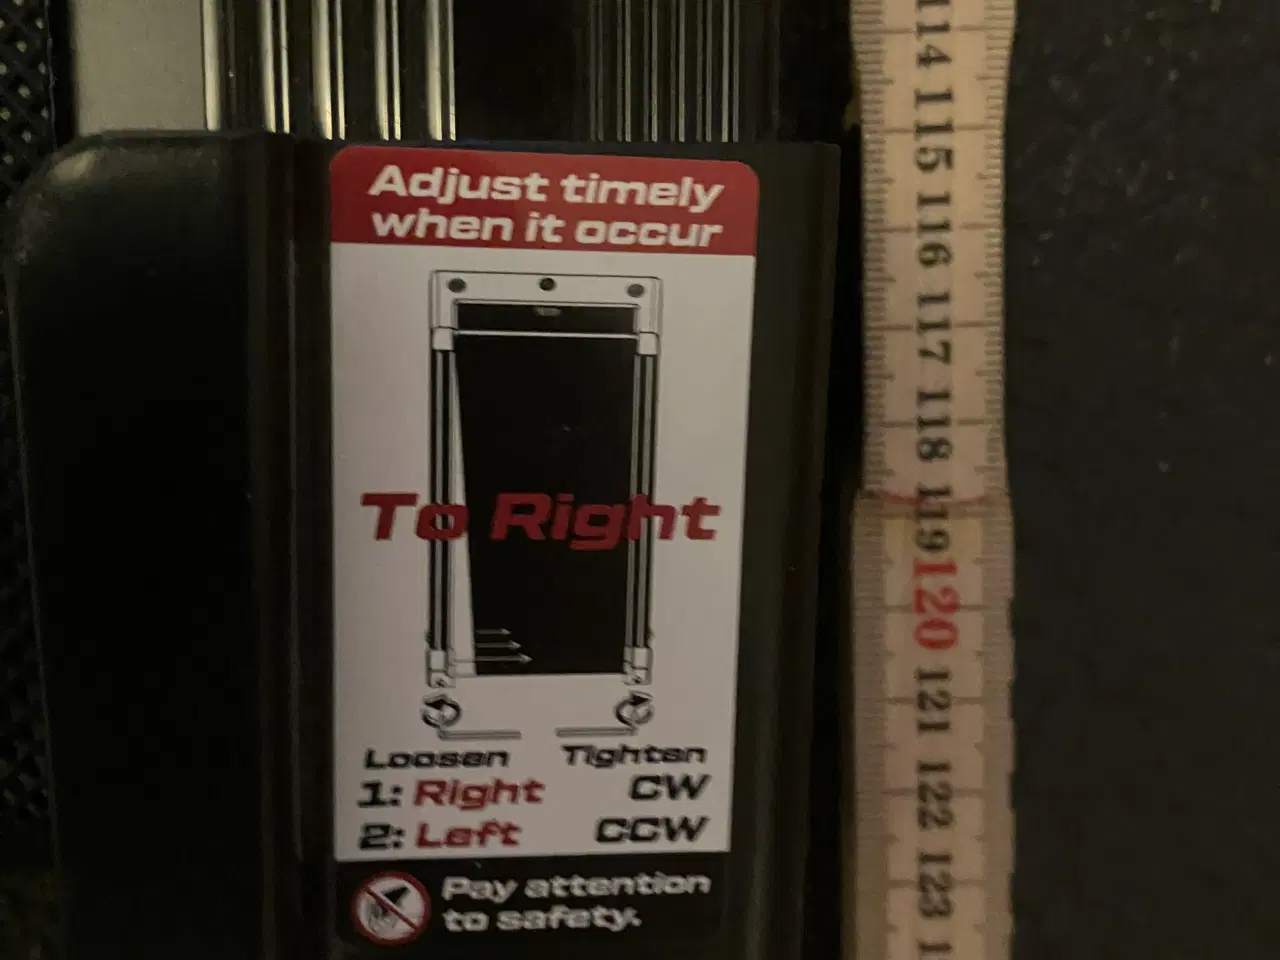 Adjust timely
when it occur
To Right
Loosen Tighten
1: Right CW
2: Left CCW
Pay attention
to safety.
114
115
116
117
118
119
120
121
122
123